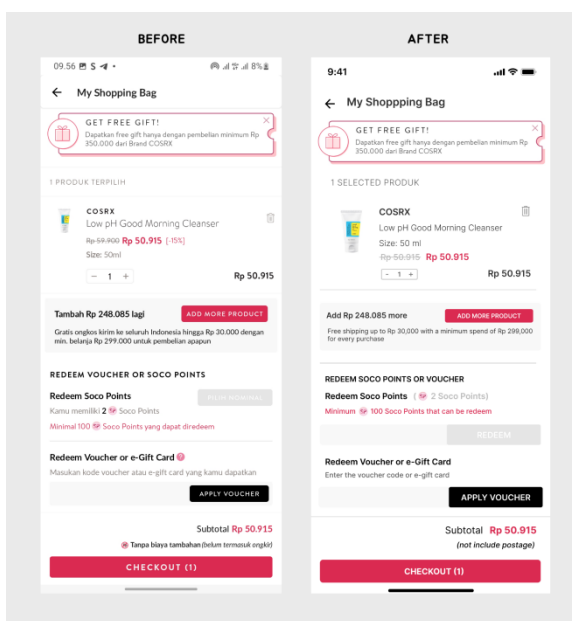 BEFORE
09.56
8%
My Shopping Bag
GET FREE GIFT!
Dapatkan free gift hanya dengan pembelian minimum Rp
350.000 dari Brand COSRX
1 PRODUK TERPILIH
COSRX
Low pH Good Morning Cleanser
Rp 59.900 Rp 50.915 (-15%)
Size: 50ml
− 1 +
Rp 50.915
Tambah Rp 248.085 lagi
ADD MORE PRODUCT
Gratis ongkos kirim ke seluruh Indonesia hingga Rp 30.000 dengan
min. belanja Rp 299.000 untuk pembelian apapun
REDEEM VOUCHER OR SOCO POINTS
Redeem Soco Points
PILIH NOMINAL
Kamu memiliki 2 SP Soco Points
Minimal 100 SP Soco Points yang dapat diredeem
Redeem Voucher or e-Gift Card
Masukan kode voucher atau e-gift card yang kamu dapatkan
APPLY VOUCHER
Subtotal Rp 50.915
Tanpa biaya tambahan (belum termasuk ongkir)
CHECKOUT (1)
AFTER
9:41
My Shoppping Bag
GET FREE GIFT!
Dapatkan free gift hanya dengan pembelian minimum Rp
350.000 dari Brand COSRX
1 SELECTED PRODUK
COSRX
Low pH Good Morning Cleanser
Size: 50 ml
Rp 50.915 Rp 50.915
- 1 +
Rp 50.915
Add Rp 248.085 more
ADD MORE PRODUCT
Free shipping up to Rp 30,000 with a minimum spend of Rp 299,000
for every purchase
REDEEM SOCO POINTS OR VOUCHER
Redeem Soco Points ( SP 2 Soco Points)
Minimum SP 100 Soco Points that can be redeem
REDEEM
Redeem Voucher or e-Gift Card
Enter the voucher code or e-gift card
APPLY VOUCHER
Subtotal Rp 50.915
(not include postage)
CHECKOUT (1)